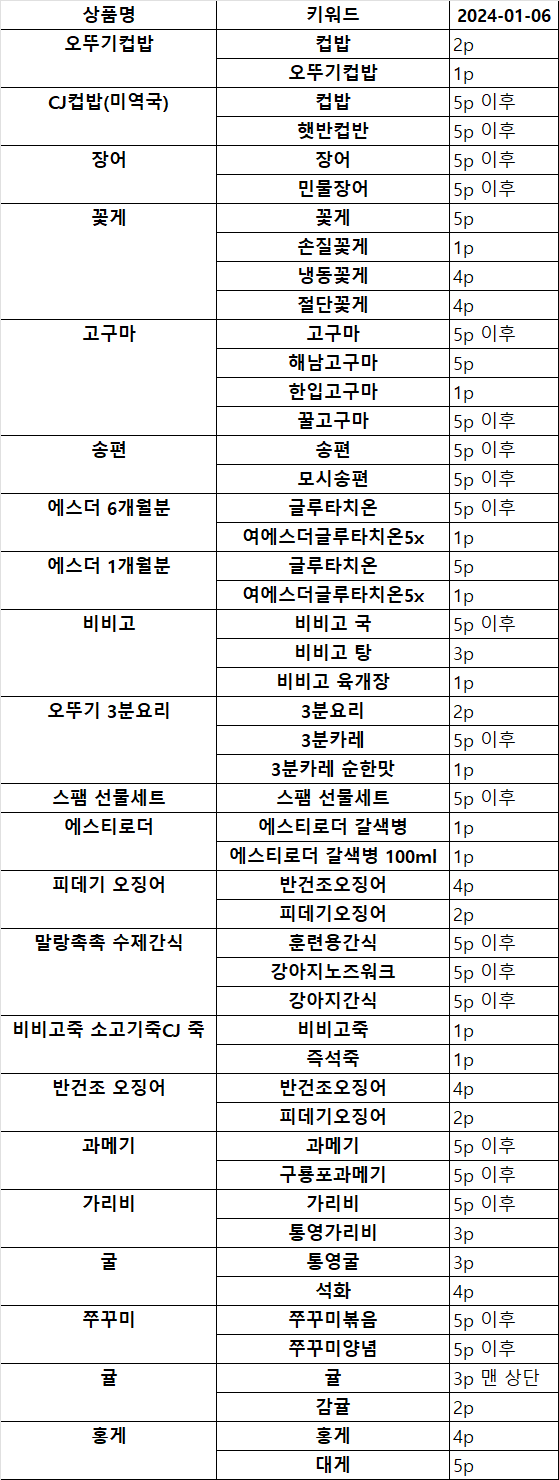 상품명 키워드 2024-01-06
오뚜기컵밥 컵밥 2p
오뚜기컵밥 1p
CJ컵밥(미역국) 컵밥 5p 이후
햇반컵반 5p 이후
장어 장어 5p 이후
민물장어 5p 이후
꽃게 꽃게 5p
손질꽃게 1p
냉동꽃게 4p
절단꽃게 4p
고구마 고구마 5p 이후
해남고구마 5p
한입고구마 1p
꿀고구마 5p 이후
송편 송편 5p 이후
모시송편 5p 이후
에스더 6개월분 글루타치온 5p 이후
여에스더글루타치온5x 1p
에스더 1개월분 글루타치온 5p
여에스더글루타치온5x 1p
비비고 비비고 국 5p 이후
비비고 탕 3p
비비고 육개장 1p
오뚜기 3분요리 3분요리 2p
3분카레 5p 이후
3분카레 순한맛 1p
스팸 선물세트 스팸 선물세트 5p 이후
에스티로더 에스티로더 갈색병 1p
에스티로더 갈색병 100ml 1p
피데기 오징어 반건조오징어 4p
피데기오징어 2p
말랑촉촉 수제간식 훈련용간식 5p 이후
강아지노즈워크 5p 이후
강아지간식 5p 이후
비비고죽 소고기죽CJ 죽 비비고죽 1p
즉석죽 1p
반건조 오징어 반건조오징어 4p
피데기오징어 2p
과메기 과메기 5p 이후
구룡포과메기 5p 이후
가리비 가리비 5p 이후
통영가리비 3p
굴 통영굴 3p
석화 4p
쭈꾸미 쭈꾸미볶음 5p 이후
쭈꾸미양념 5p 이후
귤 귤 3p 맨 상단
감귤 2p
홍게 홍게 4p
대게 5p